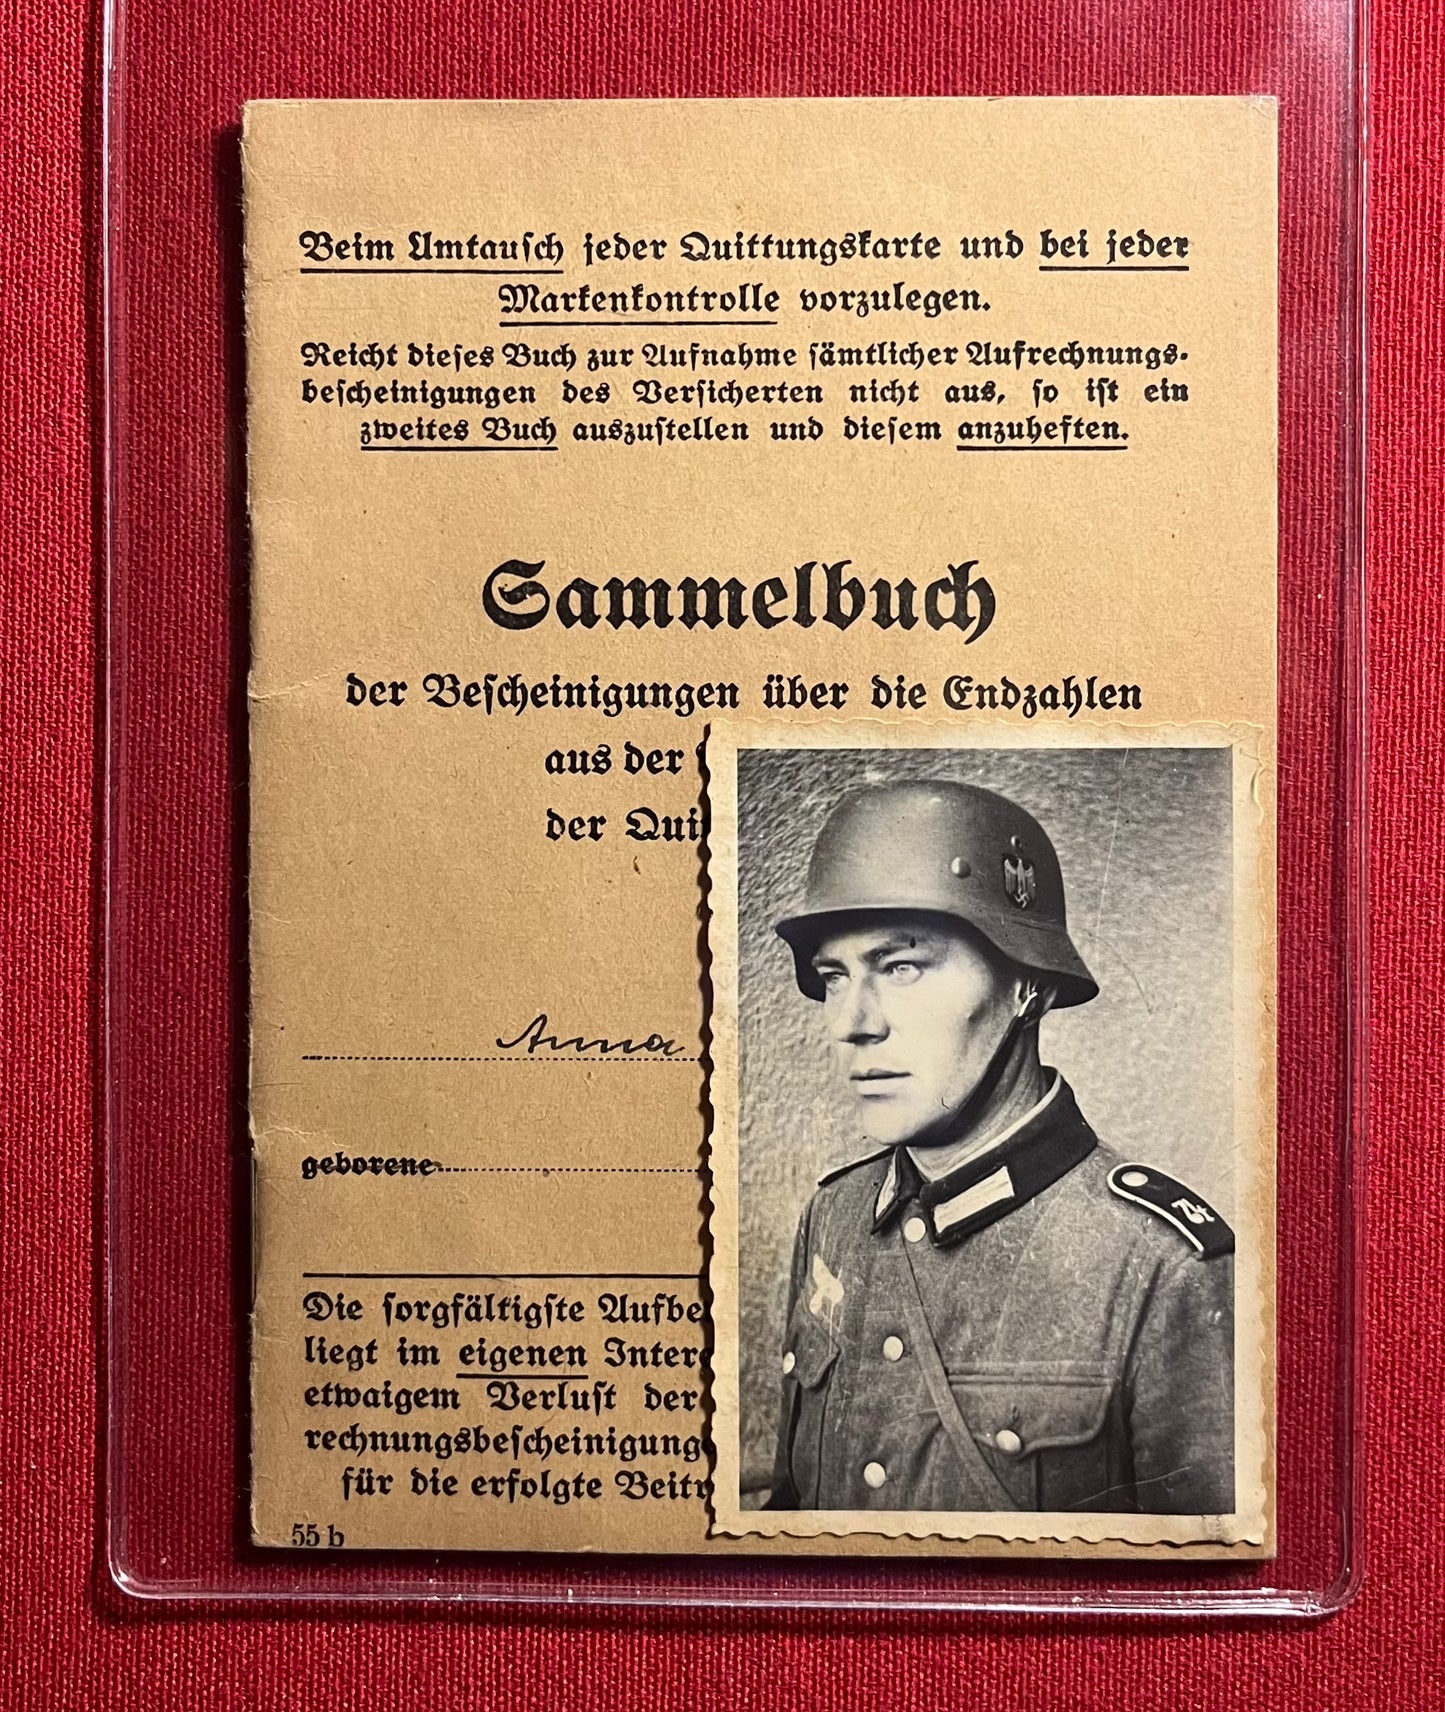 Beim Umtausch jeder Quittungskarte und bei jeder
Markenkontrolle vorzulegen.
Reicht dieses Buch zur Aufnahme sämtlicher Aufrechnungs-
bescheinigungen des Versicherten nicht aus, so ist ein
zweites Buch auszustellen und diesem anzuheften.
Sammelbuch
der Bescheinigungen über die Endzahlen
aus der
der Qui
Anna
geborene
Die sorgfältigste Aufbe
liegt im eigenen Inter
etwaigem Verlust der
rechnungsbescheinigung
für die erfolgte Beitr
55 b